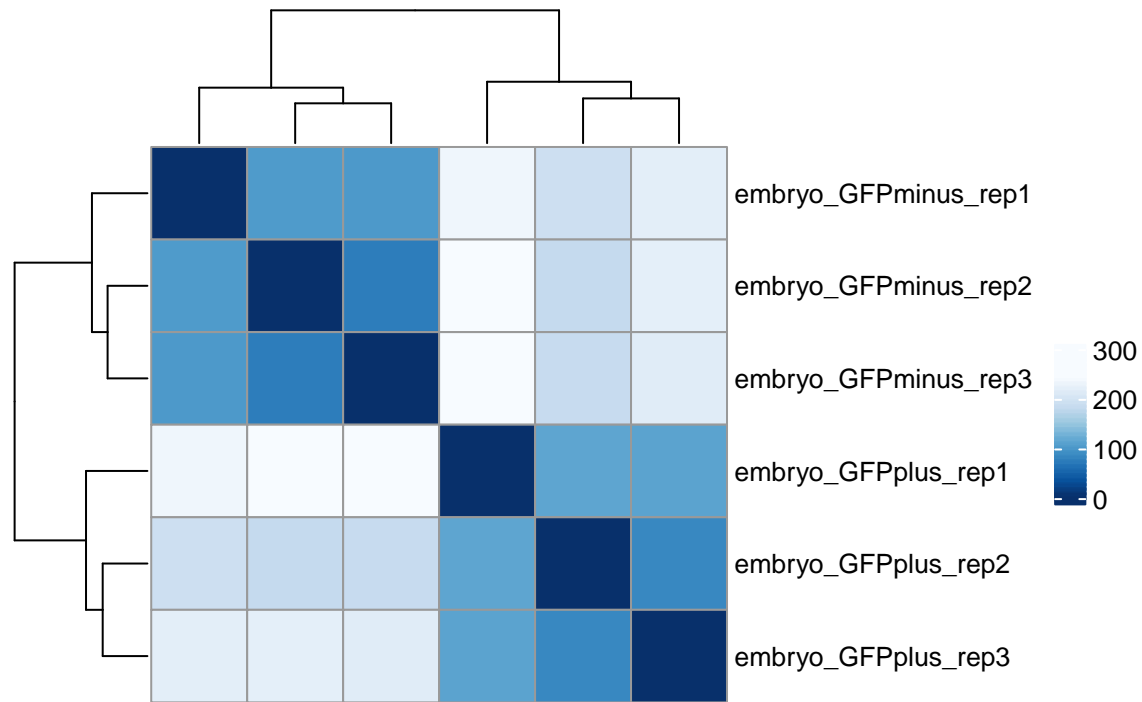 embryo_GFPminus_rep1
embryo_GFPminus_rep2
embryo_GFPminus_rep3
embryo_GFPplus_rep1
embryo_GFPplus_rep2
embryo_GFPplus_rep3
300
200
100
0